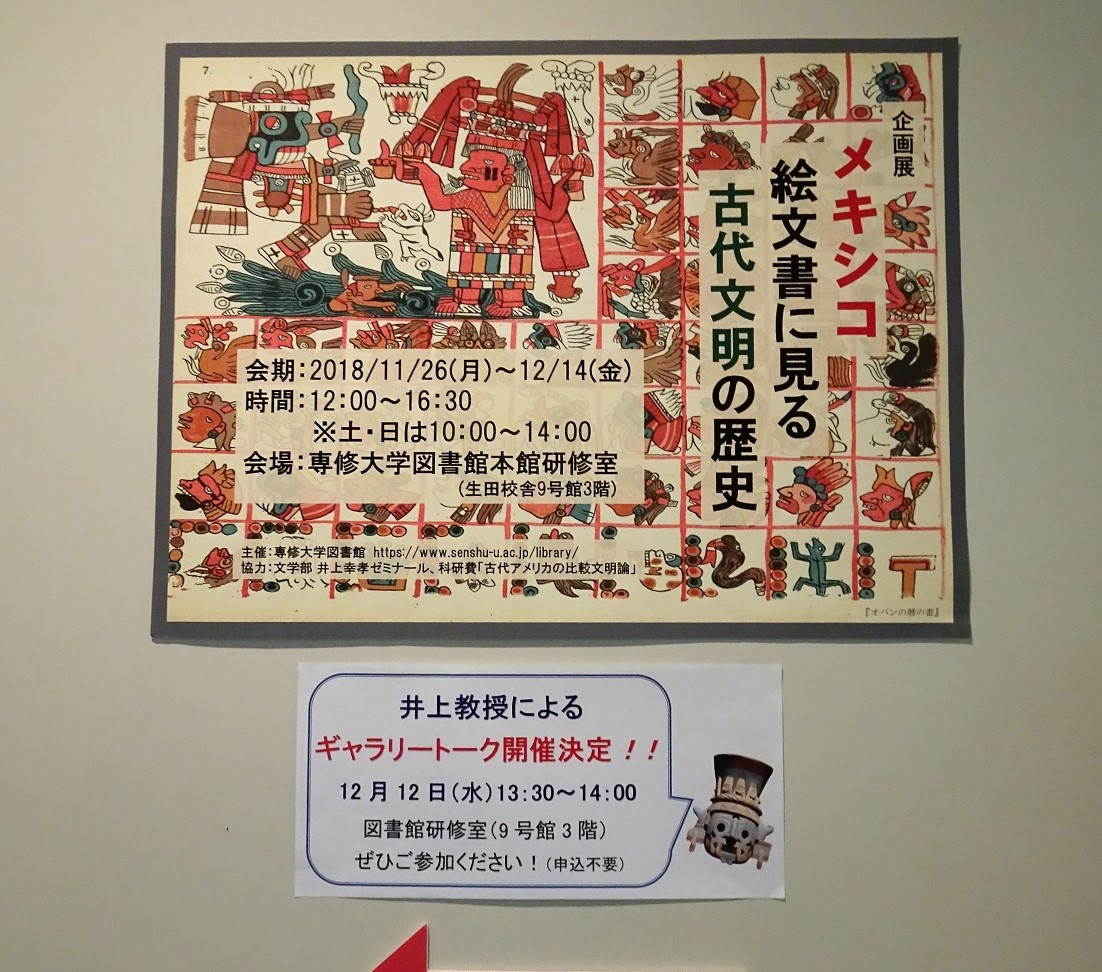 7.
企画展
メキシコ
絵文書に見る
古代文明の歴史
会期：2018/11/26(月)～12/14(金)
時間：12：00～16：30
※土・日は10：00～14：00
会場：専修大学図書館本館研修室
(生田校舎9号館3階)
主催：専修大学図書館 https://www.senshu-u.ac.jp/library/
協力：文学部 井上幸孝ゼミナール、科研費「古代アメリカの比較文明論」
『オパンの暦の書』
井上教授による
ギャラリートーク開催決定！！
12月12日(水)13：30～14：00
図書館研修室(9号館3階)
ぜひご参加ください！(申込不要)